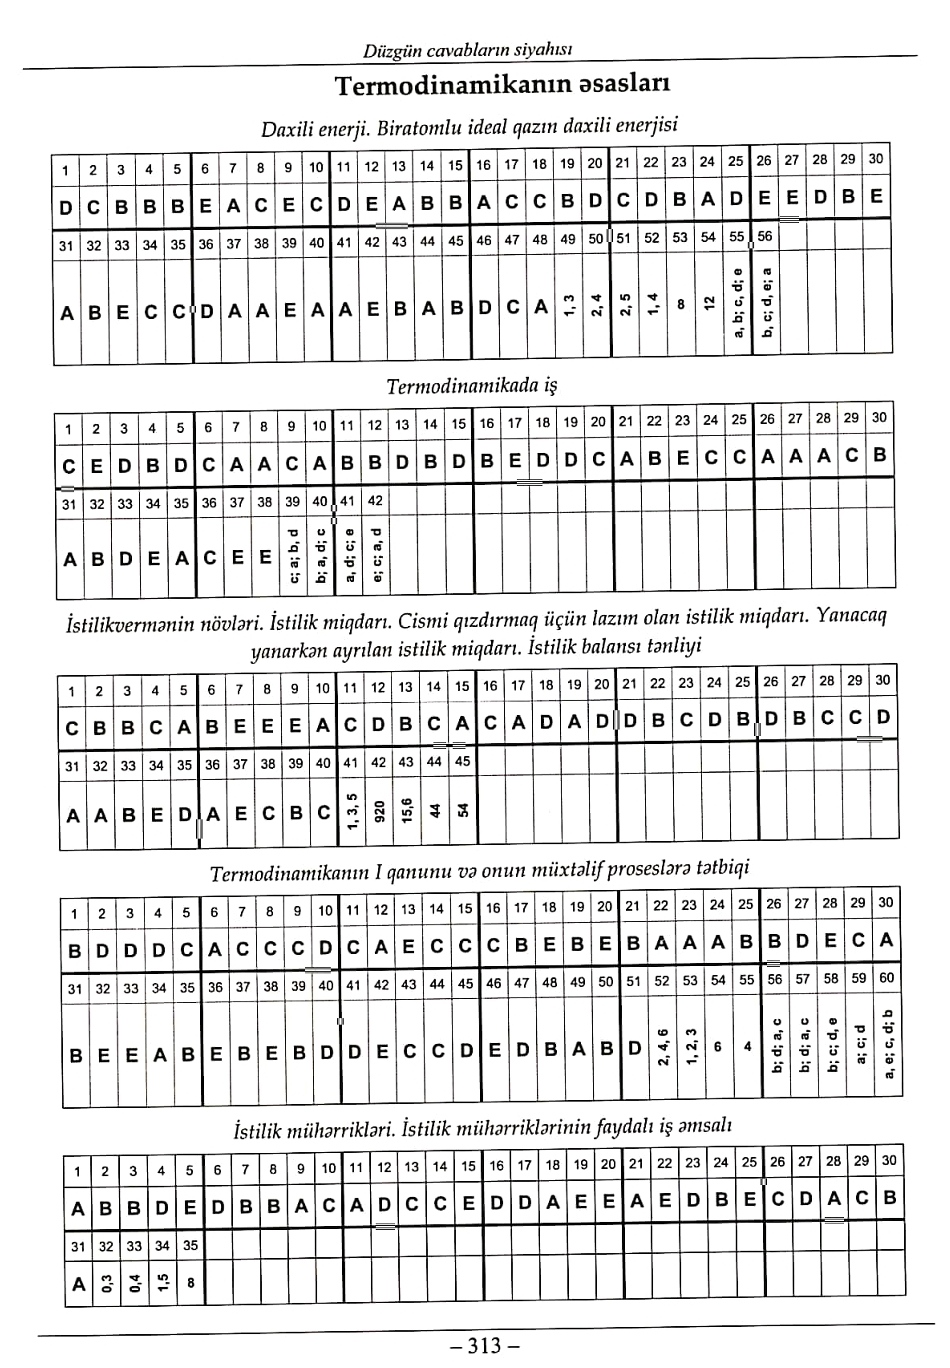 Düzgün cavabların siyahısı
Termodinamikanın əsasları
Daxili enerji. Biratomlu ideal qazın daxili enerjisi
1 2 3 4 5 6 7 8 9 10 11 12 13 14 15 16 17 18 19 20 21 22 23 24 25 26 27 28 29 30
D C B B B E A C E C D E A B B A C C B D C D B A D E E D B E
31 32 33 34 35 36 37 38 39 40 41 42 43 44 45 46 47 48 49 50 51 52 53 54 55 56
A B E C C D A A E A A E B A B D C A 1, 3 2, 4 2, 5 1, 4 8 12 a, b; c, d; e b, c; d, e; a
Termodinamikada iş
1 2 3 4 5 6 7 8 9 10 11 12 13 14 15 16 17 18 19 20 21 22 23 24 25 26 27 28 29 30
C E D B D C A A C A B B D B D B E D D C A B E C C A A A C B
31 32 33 34 35 36 37 38 39 40 41 42
A B D E A C E E c; a; b, d b; a, d; c a, d; c; e e; c; a, d
İstilikvermənin növləri. İstilik miqdarı. Cismi qızdırmaq üçün lazım olan istilik miqdarı. Yanacaq
yanarkən ayrılan istilik miqdarı. İstilik balansı tənliyi
1 2 3 4 5 6 7 8 9 10 11 12 13 14 15 16 17 18 19 20 21 22 23 24 25 26 27 28 29 30
C B B C A B E E E A C D B C A C A D A D D B C D B D B C C D
31 32 33 34 35 36 37 38 39 40 41 42 43 44 45
A A B E D A E C B C 1, 3, 5 920 15,6 44 54
Termodinamikanın I qanunu və onun müxtəlif proseslərə tətbiqi
1 2 3 4 5 6 7 8 9 10 11 12 13 14 15 16 17 18 19 20 21 22 23 24 25 26 27 28 29 30
B D D D C A C C C D C A E C C C B E B E B A A A B B D E C A
31 32 33 34 35 36 37 38 39 40 41 42 43 44 45 46 47 48 49 50 51 52 53 54 55 56 57 58 59 60
B E E A B E B E B D D E C C D E D B A B D 2, 4, 6 1, 2, 3 6 4 b; d; a, c b; d; a, c b; c; d, e a; c; d a, e; c, d; b
İstilik mühərrikləri. İstilik mühərriklərinin faydalı iş əmsalı
1 2 3 4 5 6 7 8 9 10 11 12 13 14 15 16 17 18 19 20 21 22 23 24 25 26 27 28 29 30
A B B D E D B B A C A D C C E D D A E E A E D B E C D A C B
31 32 33 34 35
A 0,3 0,4 1,5 8
– 313 –